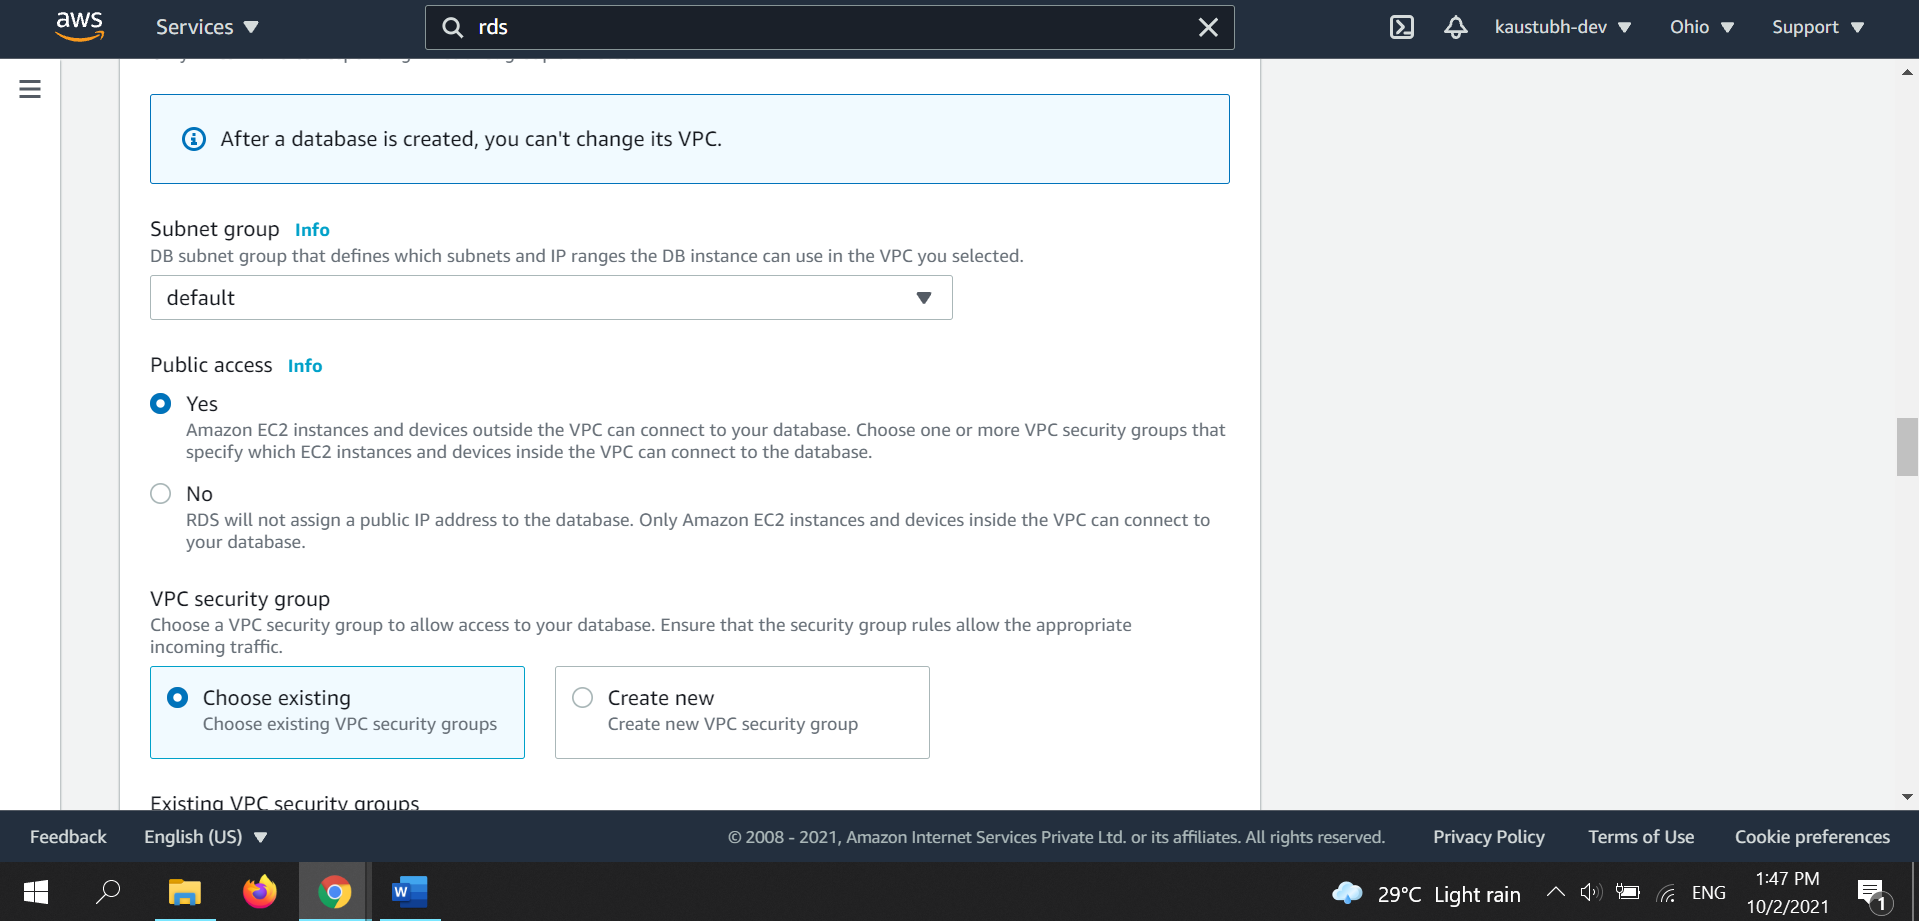 aws Services rds kaustubh-dev Ohio Support
After a database is created, you can't change its VPC.
Subnet group Info
DB subnet group that defines which subnets and IP ranges the DB instance can use in the VPC you selected.
default
Public access Info
Yes
Amazon EC2 instances and devices outside the VPC can connect to your database. Choose one or more VPC security groups that
specify which EC2 instances and devices inside the VPC can connect to the database.
No
RDS will not assign a public IP address to the database. Only Amazon EC2 instances and devices inside the VPC can connect to
your database.
VPC security group
Choose a VPC security group to allow access to your database. Ensure that the security group rules allow the appropriate
incoming traffic.
Choose existing
Choose existing VPC security groups
Create new
Create new VPC security group
Existing VPC security groups
Feedback English (US) © 2008 - 2021, Amazon Internet Services Private Ltd. or its affiliates. All rights reserved. Privacy Policy Terms of Use Cookie preferences
W 29°C Light rain ENG 1:47 PM
10/2/2021 1